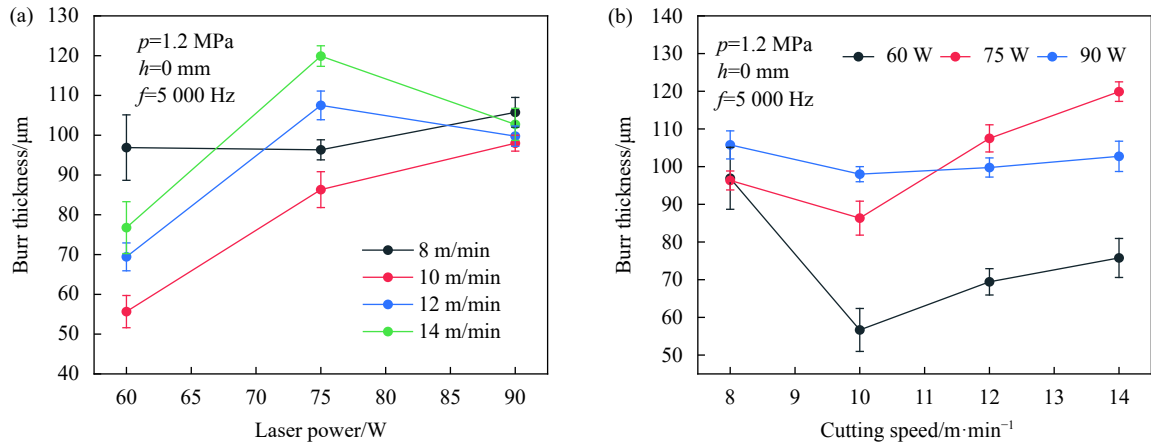 (a)
130
120
110
100
90
80
70
60
50
40
Burr thickness/μm
p=1.2 MPa
h=0 mm
f=5 000 Hz
8 m/min
10 m/min
12 m/min
14 m/min
60 65 70 75 80 85 90
Laser power/W
(b)
140
130
120
110
100
90
80
70
60
50
Burr thickness/μm
p=1.2 MPa
h=0 mm
f=5 000 Hz
60 W 75 W 90 W
8 9 10 11 12 13 14
Cutting speed/m·min⁻¹